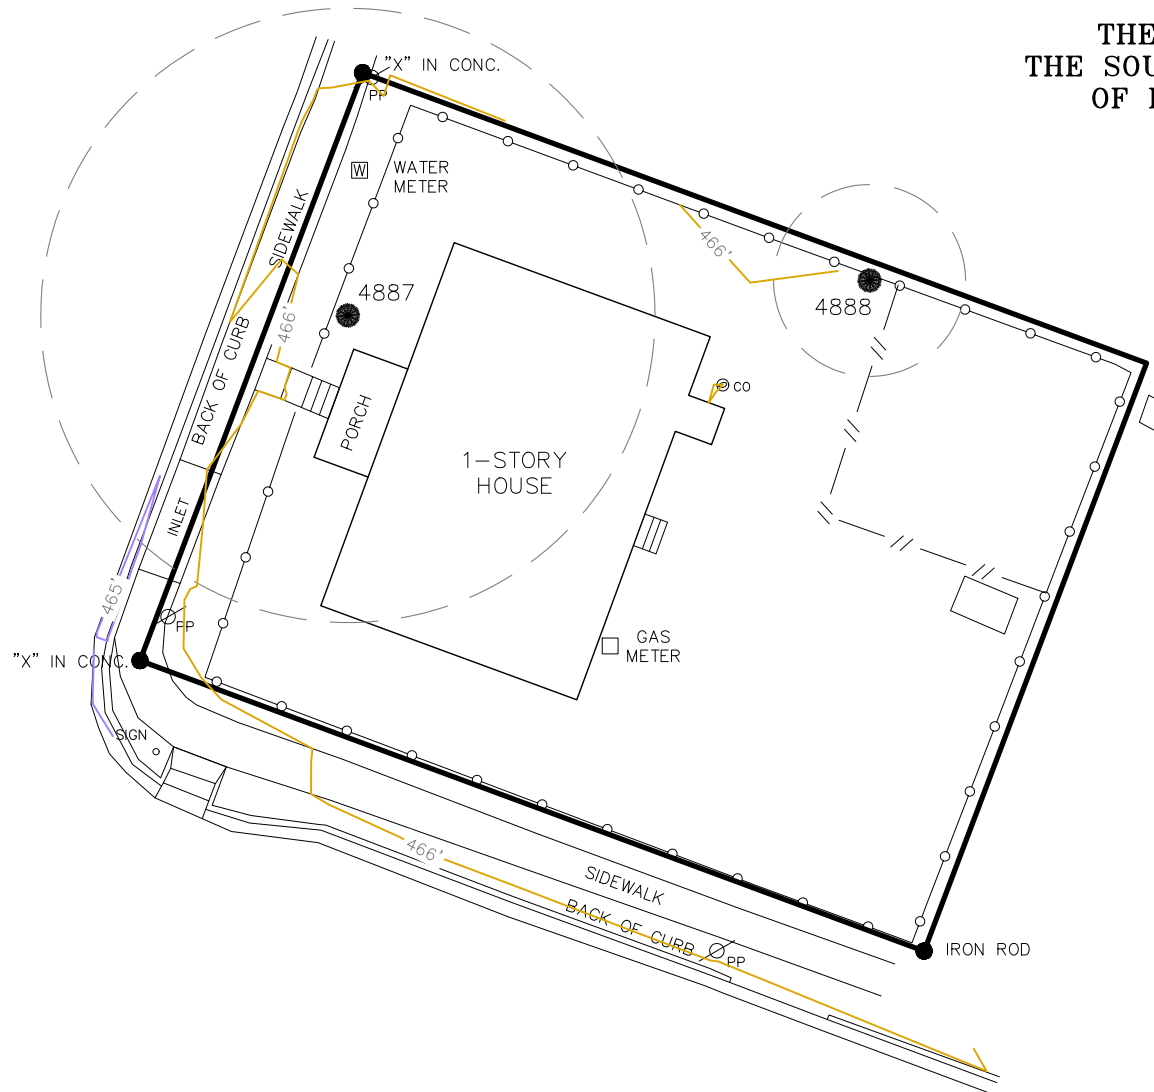 THE
THE SOU
OF
"X" IN CONC.
PP
W
WATER
METER
SIDEWALK
466'
4887
4888
466'
BACK OF CURB
CO
PORCH
1-STORY
HOUSE
INLET
465'
PP
GAS
METER
"X" IN CONC.
SIGN
466'
SIDEWALK
BACK OF CURB
PP
IRON ROD